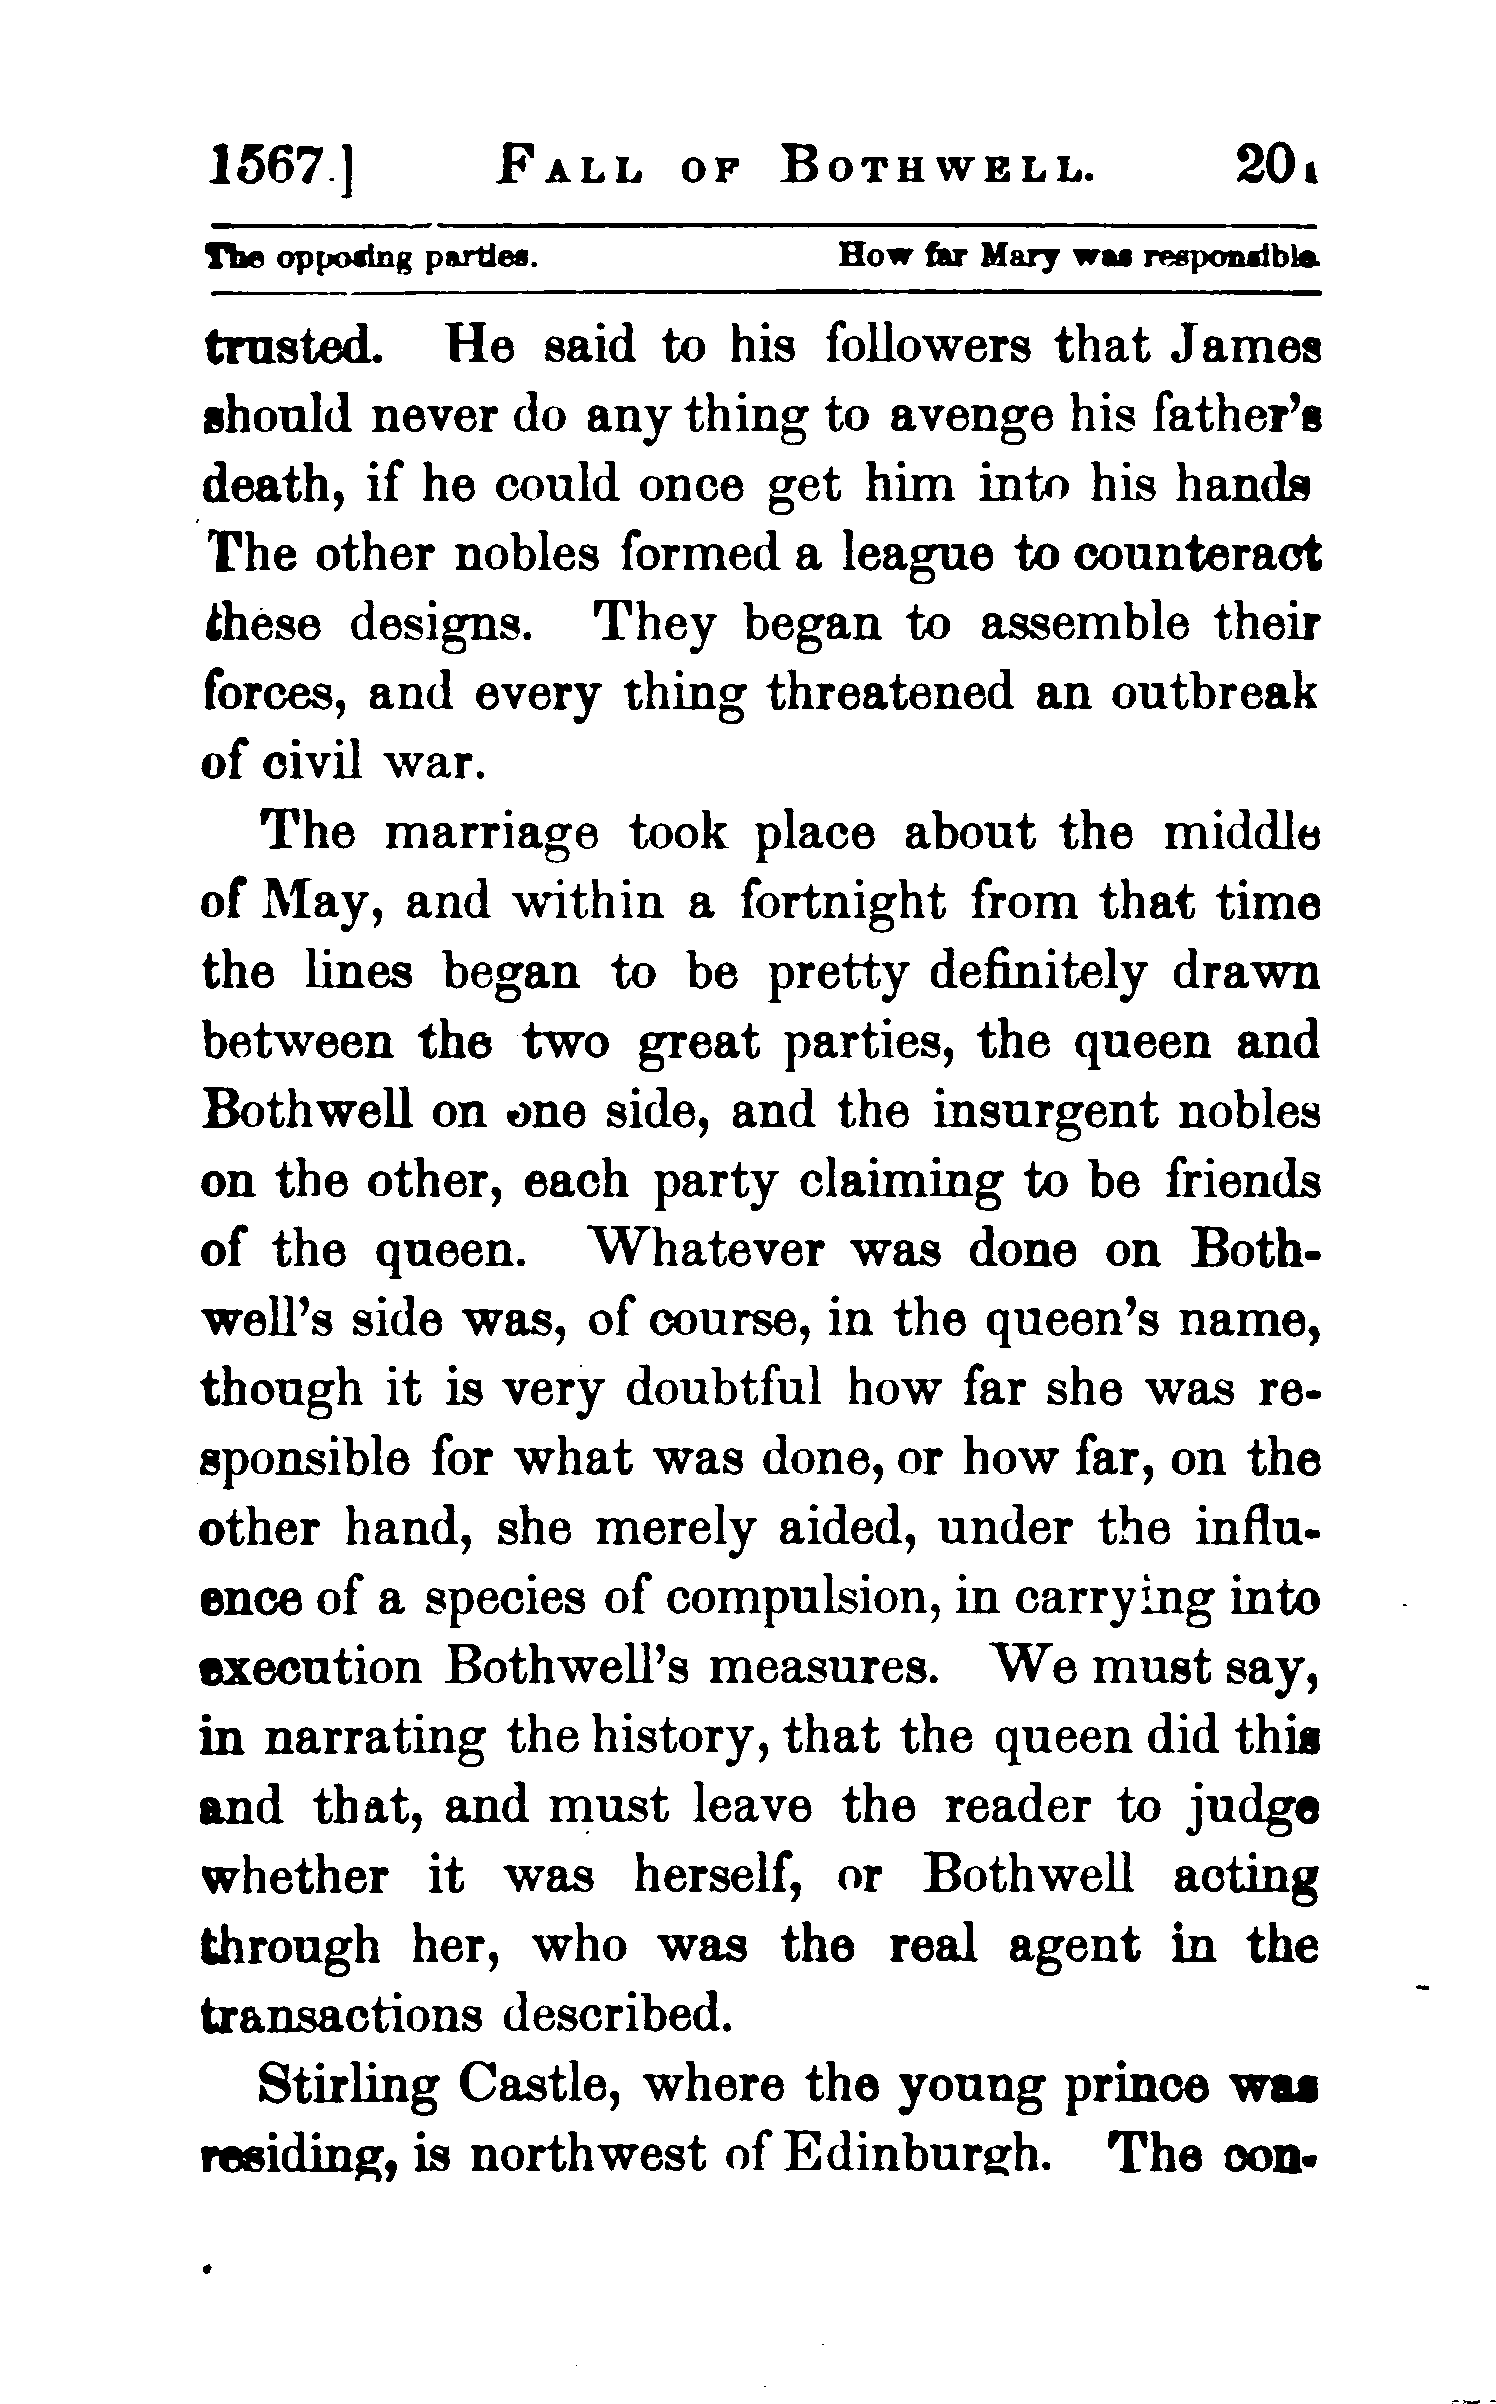 1567.] FALL OF BOTHWELL. 201
The opposing parties. How far Mary was responsible.
trusted. He said to his followers that James
should never do any thing to avenge his father's
death, if he could once get him into his hands
The other nobles formed a league to counteract
these designs. They began to assemble their
forces, and every thing threatened an outbreak
of civil war.
The marriage took place about the middle
of May, and within a fortnight from that time
the lines began to be pretty definitely drawn
between the two great parties, the queen and
Bothwell on one side, and the insurgent nobles
on the other, each party claiming to be friends
of the queen. Whatever was done on Both-
well's side was, of course, in the queen's name,
though it is very doubtful how far she was re-
sponsible for what was done, or how far, on the
other hand, she merely aided, under the influ-
ence of a species of compulsion, in carrying into
execution Bothwell's measures. We must say,
in narrating the history, that the queen did this
and that, and must leave the reader to judge
whether it was herself, or Bothwell acting
through her, who was the real agent in the
transactions described.
Stirling Castle, where the young prince was
residing, is northwest of Edinburgh. The con-